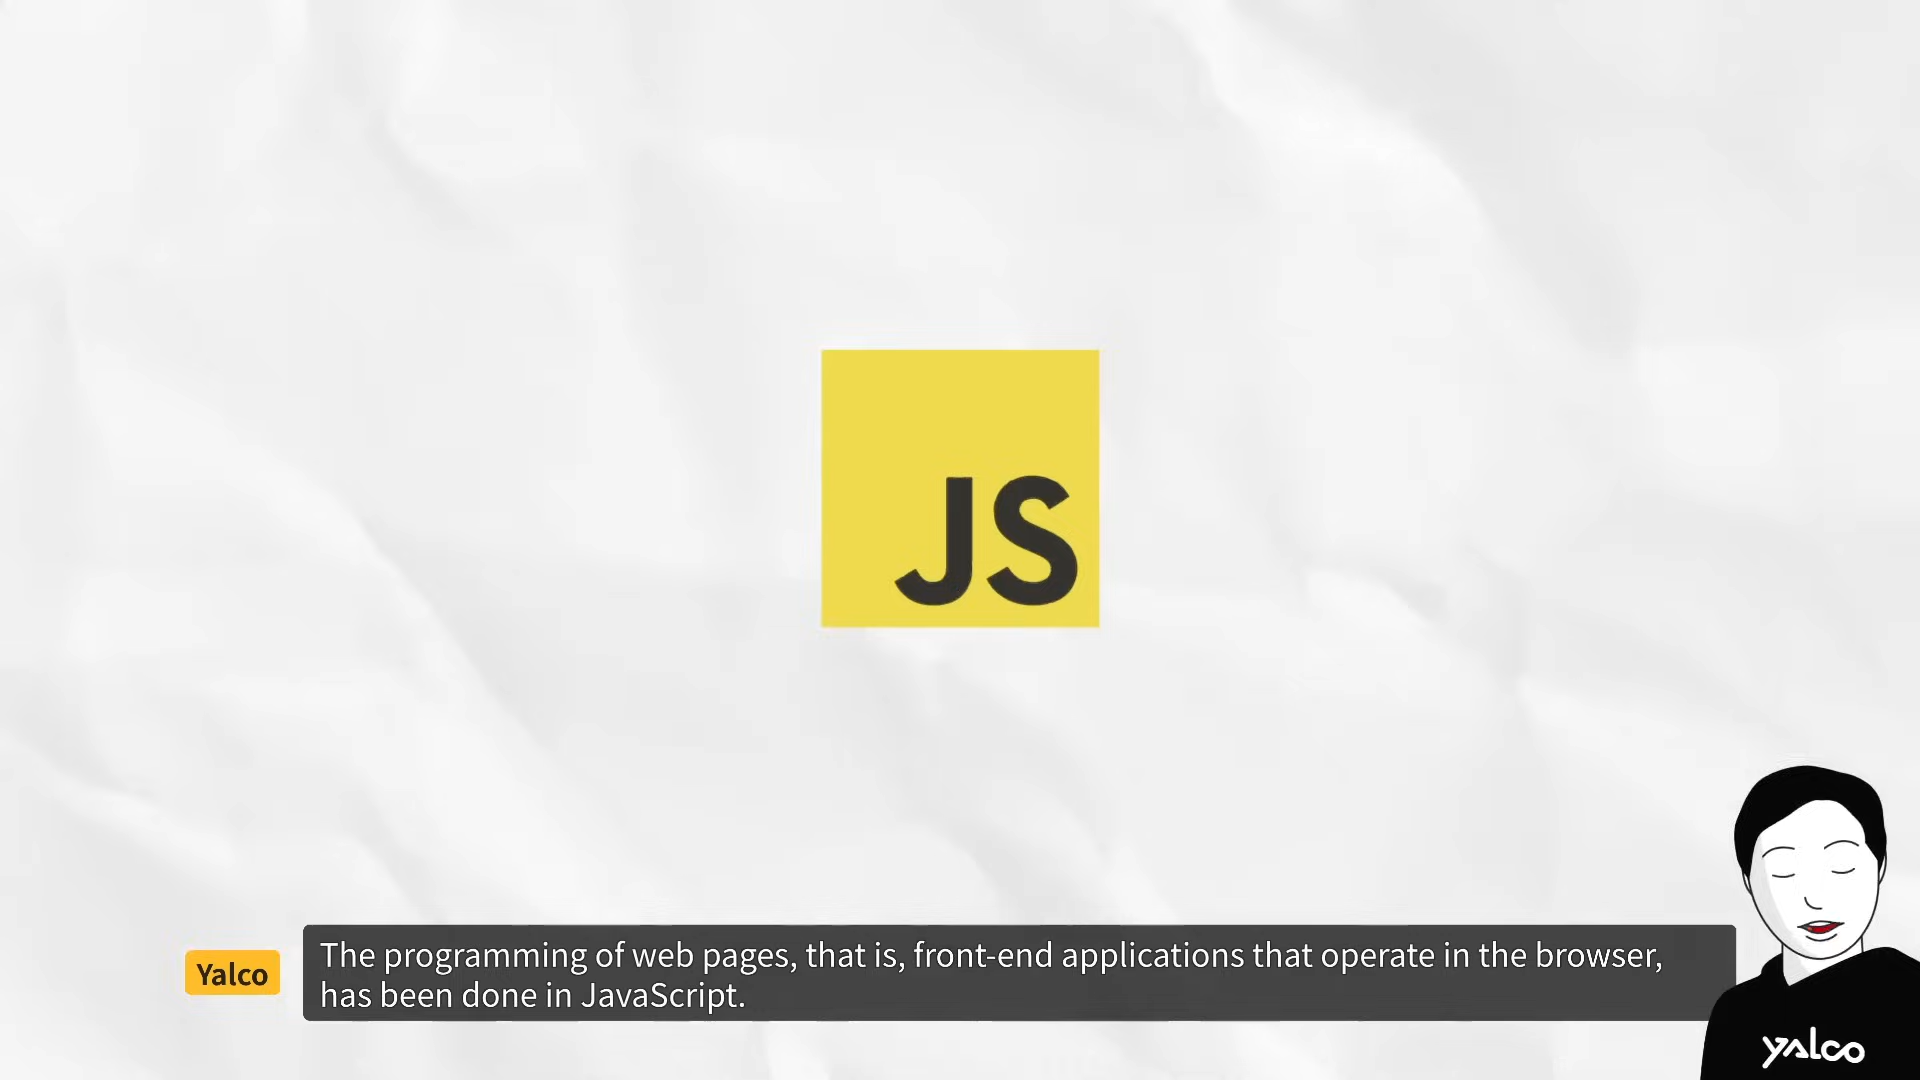 JS
Yalco
The programming of web pages, that is, front-end applications that operate in the browser,
has been done in JavaScript.
yalco